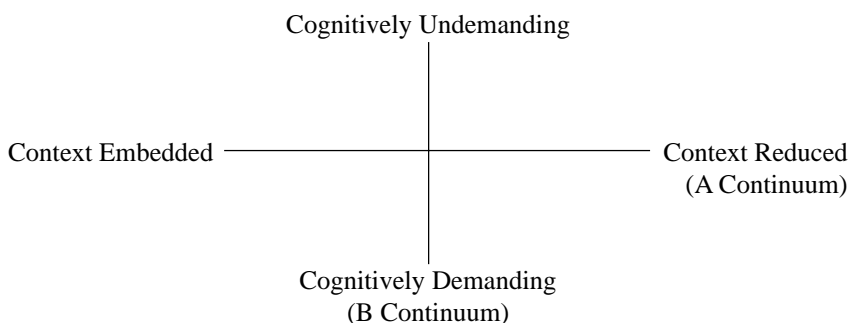 Cognitively Undemanding
Context Embedded
Context Reduced
(A Continuum)
Cognitively Demanding
(B Continuum)